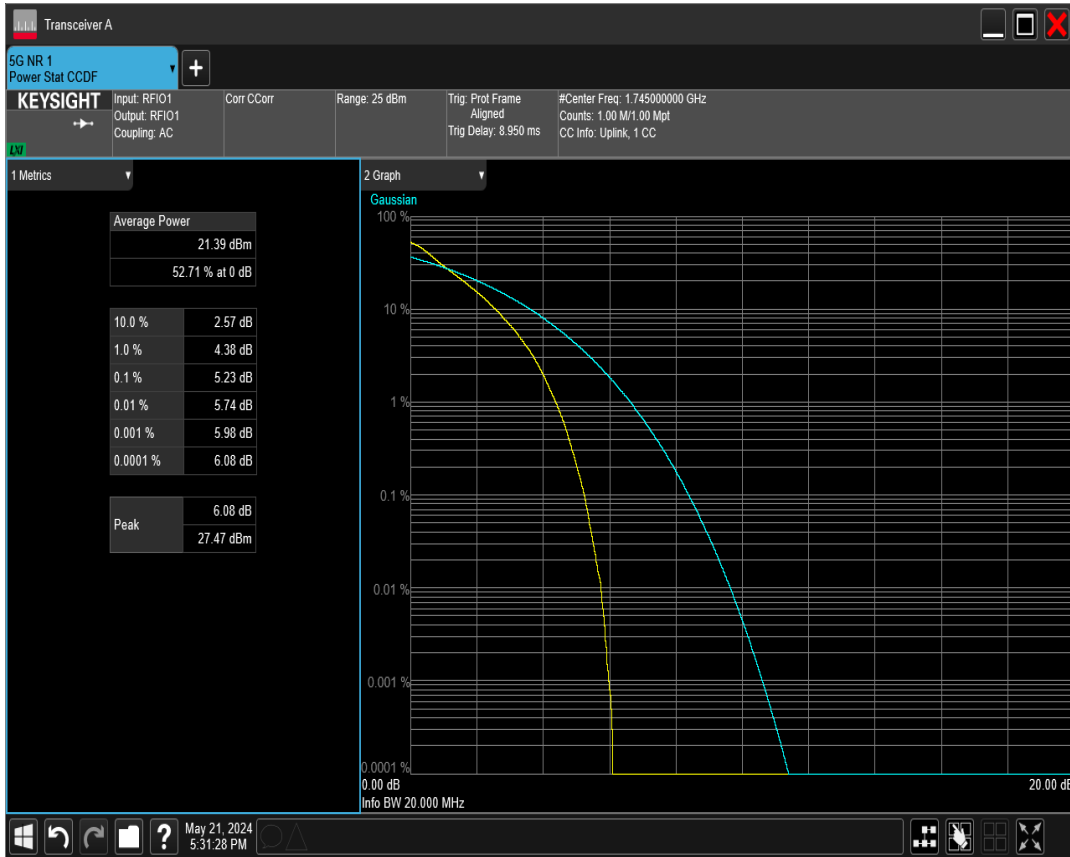 Transceiver A
5G NR 1
Power Stat CCDF
+
KEYSIGHT
LXI
Input: RFIO1
Output: RFIO1
Coupling: AC
Corr CCorr
Range: 25 dBm
Trig: Prot Frame
Aligned
Trig Delay: 8.950 ms
#Center Freq: 1.745000000 GHz
Counts: 1.00 M/1.00 Mpt
CC Info: Uplink, 1 CC
1 Metrics
Average Power
21.39 dBm
52.71 % at 0 dB
10.0 % 2.57 dB
1.0 % 4.38 dB
0.1 % 5.23 dB
0.01 % 5.74 dB
0.001 % 5.98 dB
0.0001 % 6.08 dB
Peak
6.08 dB
27.47 dBm
2 Graph
Gaussian
100 %
10 %
1 %
0.1 %
0.01 %
0.001 %
0.0001 %
0.00 dB
20.00 dB
Info BW 20.000 MHz
?
May 21, 2024
5:31:28 PM